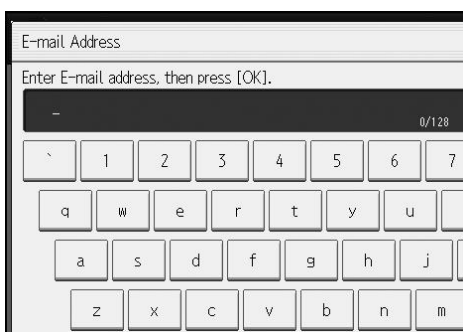 E-mail Address
Enter E-mail address, then press [OK].
_
0/128
` 1 2 3 4 5 6 7
q w e r t y u
a s d f g h j
z x c v b n m